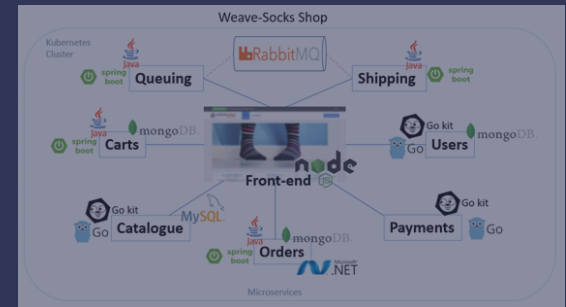 Weave-Socks Shop
Kubernetes
Cluster
RabbitMQ
Java
spring
boot
Queuing
Java
Shipping
spring
boot
Java
mongoDB.
spring
boot
Carts
Go kit
mongoDB.
Go
Users
node
JS
Front-end
Go kit
MySQL
Go
Catalogue
Go kit
Payments
Go
Java
mongoDB.
spring
boot
Orders
Microsoft
.NET
Microservices